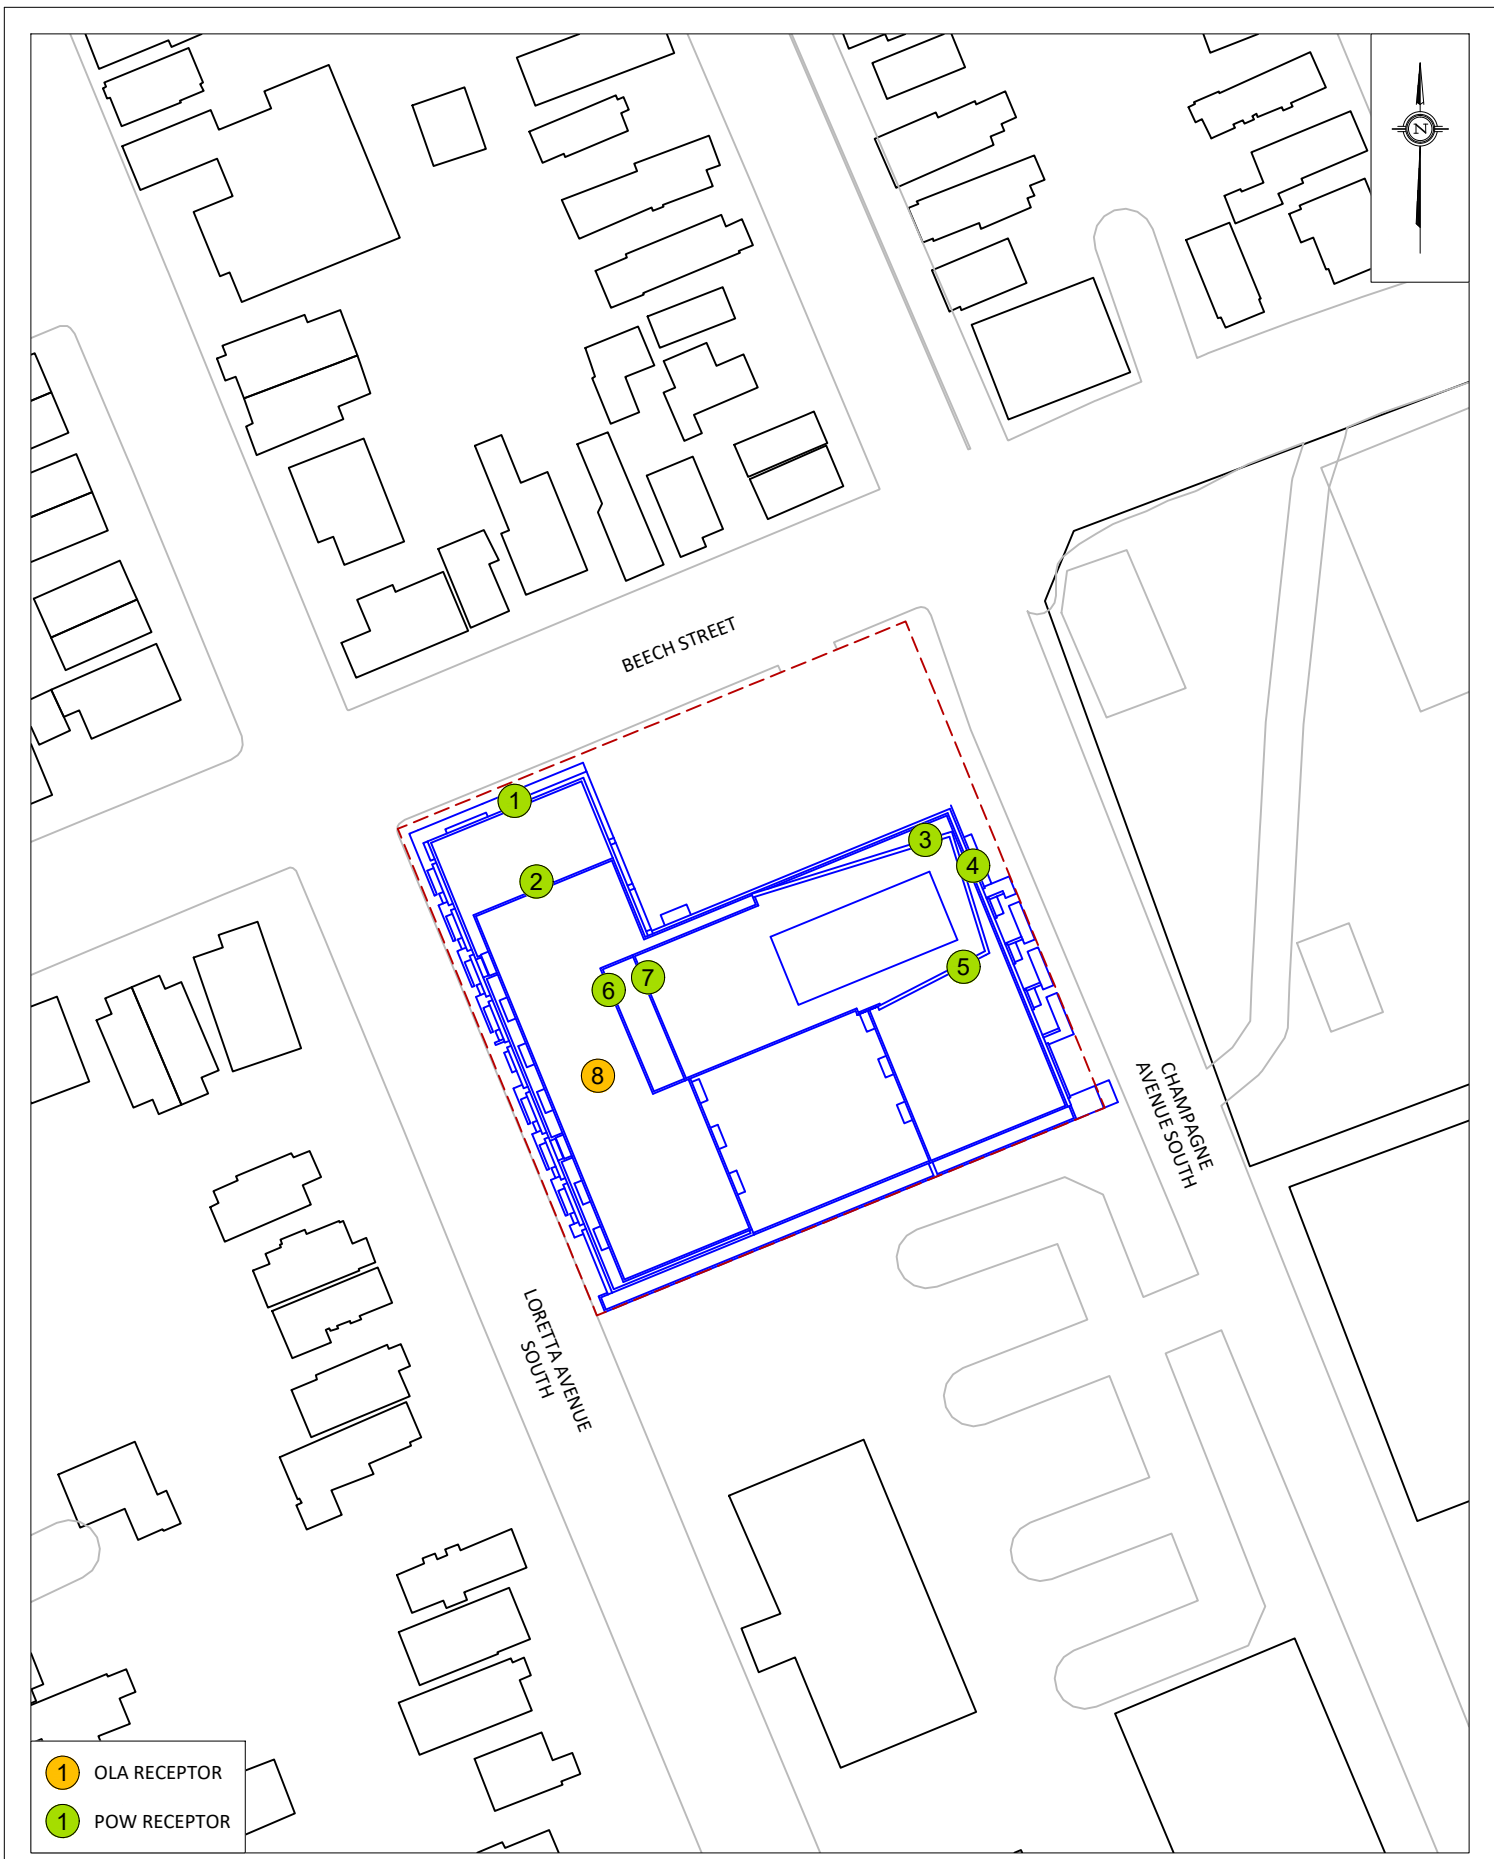 N
BEECH STREET
1
2
3
4
5
6
7
8
CHAMPAGNE
AVENUE SOUTH
LORETTA AVENUE
SOUTH
1 OLA RECEPTOR
1 POW RECEPTOR